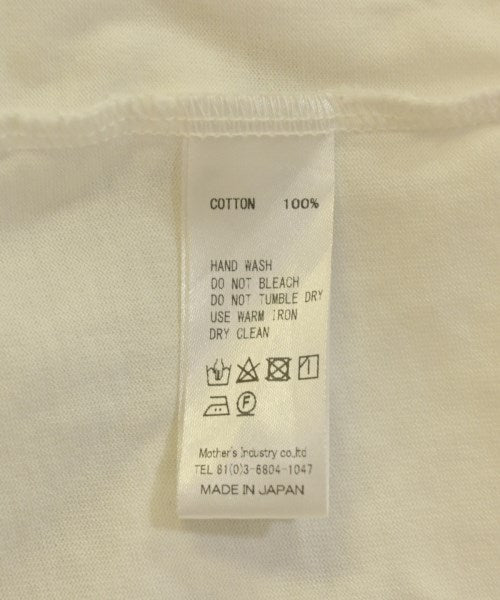 COTTON 100%
HAND WASH
DO NOT BLEACH
DO NOT TUMBLE DRY
USE WARM IRON
DRY CLEAN
F
Mother's Industry co.,ltd
TEL 81(0)3-6804-1047
MADE IN JAPAN